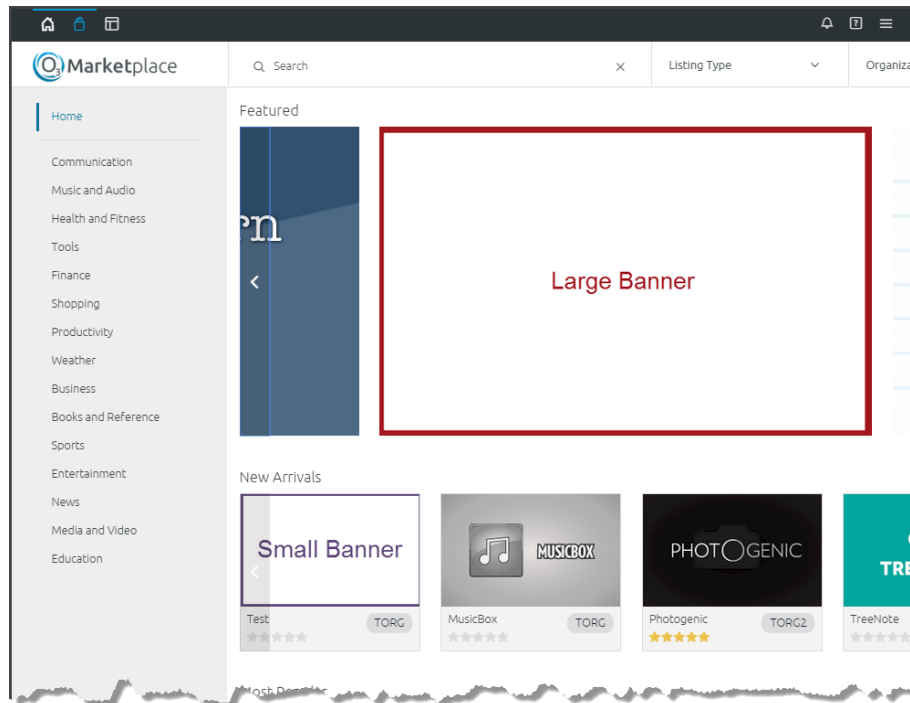 O3 Marketplace
Search
Listing Type
Home
Communication
Music and Audio
Health and Fitness
Tools
Finance
Shopping
Productivity
Weather
Business
Books and Reference
Sports
Entertainment
News
Media and Video
Education
Featured
rn
Large Banner
New Arrivals
Small Banner
MUSICBOX
PHOTOGENIC
TRE
Test
TORG
MusicBox
TORG
Photogenic
TORG2
TreeNote